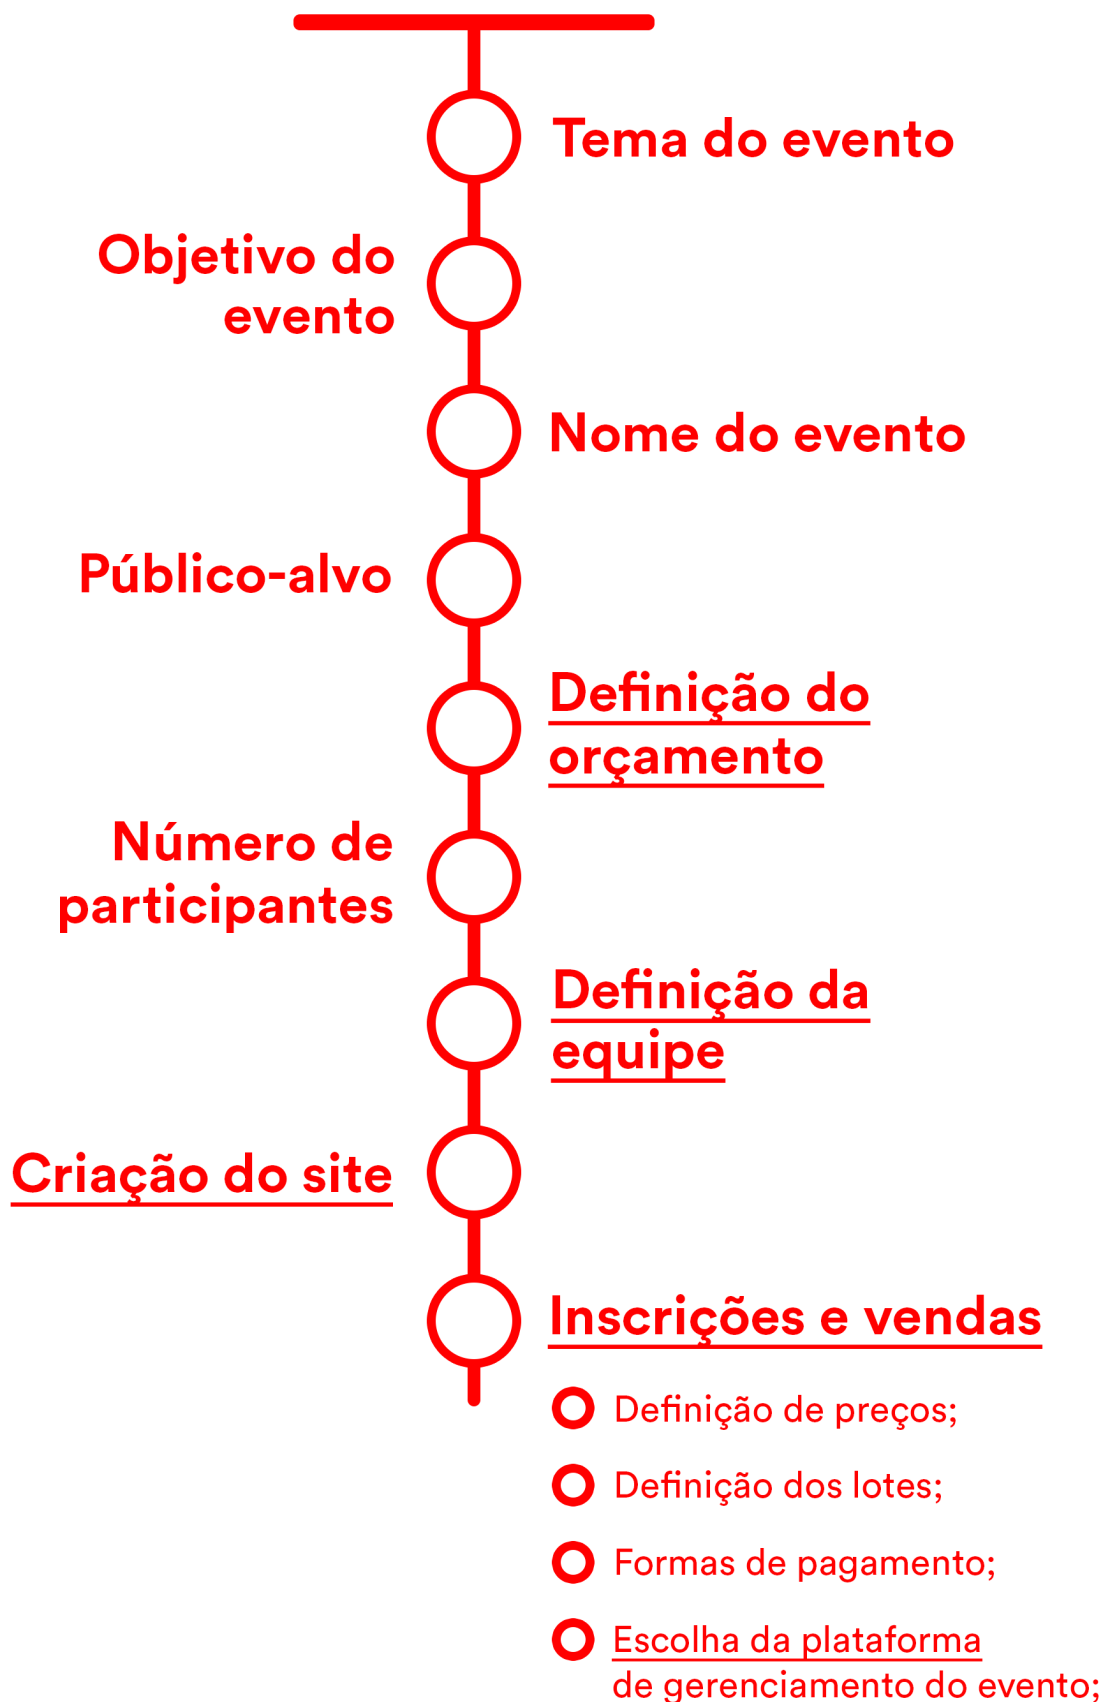 Tema do evento
Objetivo do
evento
Nome do evento
Público-alvo
Definição do
orçamento
Número de
participantes
Definição da
equipe
Criação do site
Inscrições e vendas
Definição de preços;
Definição dos lotes;
Formas de pagamento;
Escolha da plataforma
de gerenciamento do evento;